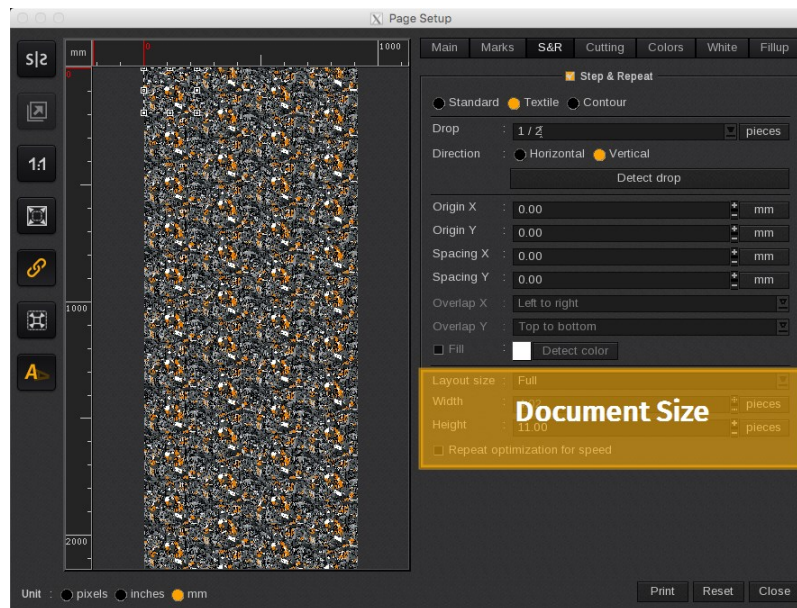 Page Setup
mm
0
1000
0
1000
2000
1:1
A
Main Marks S&R Cutting Colors White Fillup
Step & Repeat
Standard Textile Contour
Drop : 1 / 2 pieces
Direction : Horizontal Vertical
Detect drop
Origin X : 0.00 mm
Origin Y : 0.00 mm
Spacing X : 0.00 mm
Spacing Y : 0.00 mm
Overlap X : Left to right
Overlap Y : Top to bottom
Fill : Detect color
Layout size : Full
Width : pieces
Document Size
Height : 11.00 pieces
Repeat optimization for speed
Unit : pixels inches mm
Print Reset Close